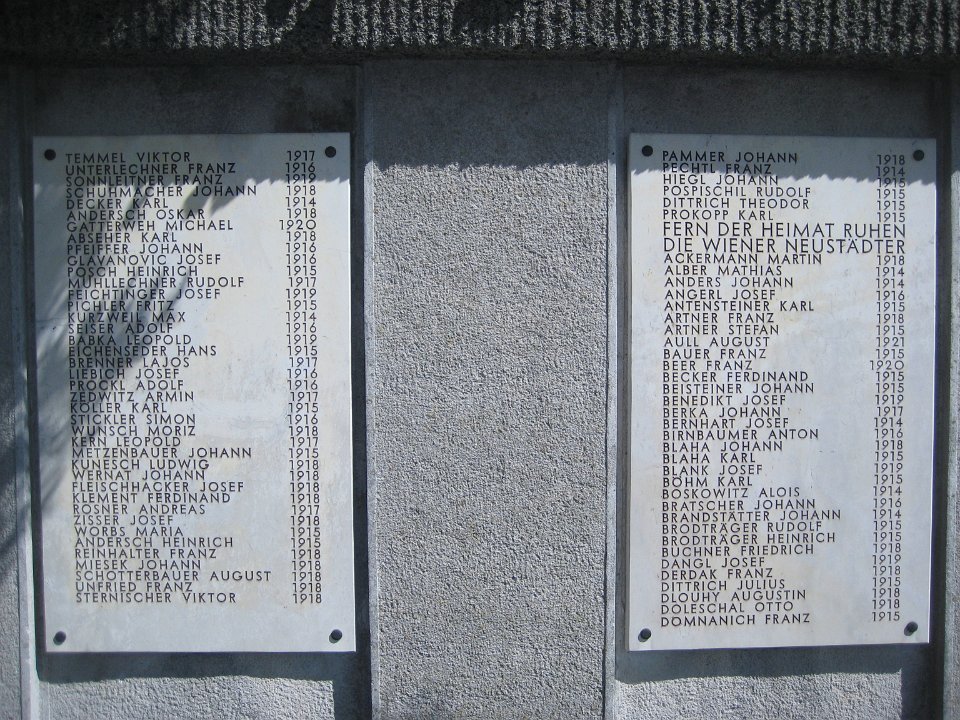 TEMMEL VIKTOR 1917
UNTERLECHNER FRANZ 1916
SONNLEITNER FRANZ 1919
SCHUHMACHER JOHANN 1918
DECKER KARL 1914
ANDERSCH OSKAR 1918
GATTERWEH MICHAEL 1920
ABSEHER KARL 1918
PFEIFFER JOHANN 1916
GLAVANOVIC JOSEF 1916
PÖSCH HEINRICH 1915
MÜHLLECHNER RUDOLF 1917
FEICHTINGER JOSEF 1919
PICHLER FRITZ 1915
KURZWEIL MAX 1914
SEISER ADOLF 1916
BABKA LEOPOLD 1919
EICHENSEDER HANS 1915
BRENNER LAJOS 1917
LIEBICH JOSEF 1916
PROCKL ADOLF 1916
ZEDWITZ ARMIN 1917
KOLLER KARL 1915
STICKLER SIMON 1916
WUNSCH MORIZ 1918
KERN LEOPOLD 1917
METZENBAUER JOHANN 1915
KUNESCH LUDWIG 1918
WERNAT JOHANN 1918
FLEISCHHACKER JOSEF 1918
KLEMENT FERDINAND 1918
RÖSNER ANDREAS 1917
ZISSER JOSEF 1918
WORBS MARIA 1915
ANDERSCH HEINRICH 1915
REINHALTER FRANZ 1918
MIESEK JOHANN 1918
SCHOTTERBAUER AUGUST 1918
UNFRIED FRANZ 1918
STERNISCHER VIKTOR 1918
PAMMER JOHANN 1918
PECHTL FRANZ 1914
HIEGL JOHANN 1915
POSPISCHIL RUDOLF 1915
DITTRICH THEODOR 1915
PROKOPP KARL 1915
FERN DER HEIMAT RUHEN
DIE WIENER NEUSTÄDTER
ACKERMANN MARTIN 1918
ALBER MATHIAS 1914
ANDERS JOHANN 1914
ANGERL JOSEF 1916
ANTENSTEINER KARL 1915
ARTNER FRANZ 1918
ARTNER STEFAN 1915
AULL AUGUST 1921
BAUER FRANZ 1915
BEER FRANZ 1920
BECKER FERDINAND 1915
BEISTEINER JOHANN 1915
BENEDIKT JOSEF 1919
BERKA JOHANN 1917
BERNHART JOSEF 1914
BIRNBAUMER ANTON 1916
BLAHA JOHANN 1918
BLAHA KARL 1915
BLANK JOSEF 1919
BÖHM KARL 1915
BOSKOWITZ ALOIS 1914
BRATSCHER JOHANN 1916
BRANDSTÄTTER JOHANN 1914
BRODTRÄGER RUDOLF 1915
BRODTRÄGER HEINRICH 1915
BUCHNER FRIEDRICH 1918
DANGL JOSEF 1919
DERDAK FRANZ 1918
DITTRICH JULIUS 1915
DLOUHY AUGUSTIN 1918
DOLESCHAL OTTO 1918
DOMNANICH FRANZ 1915